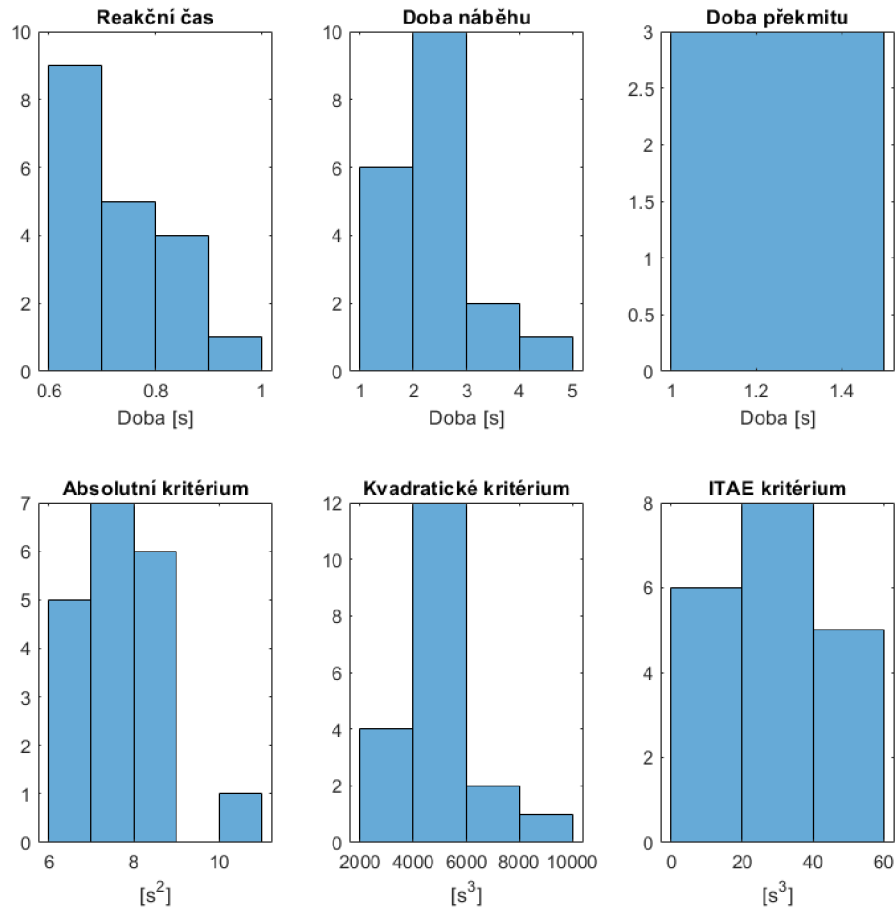 Reakční čas
10
8
6
4
2
0
0.6 0.8 1
Doba [s]
Doba náběhu
10
8
6
4
2
0
1 2 3 4 5
Doba [s]
Doba překmitu
3
2.5
2
1.5
1
0.5
0
1 1.2 1.4
Doba [s]
Absolutní kritérium
7
6
5
4
3
2
1
0
6 8 10
[s²]
Kvadratické kritérium
12
10
8
6
4
2
0
2000 4000 6000 8000 10000
[s³]
ITAE kritérium
8
6
4
2
0
0 20 40 60
[s³]